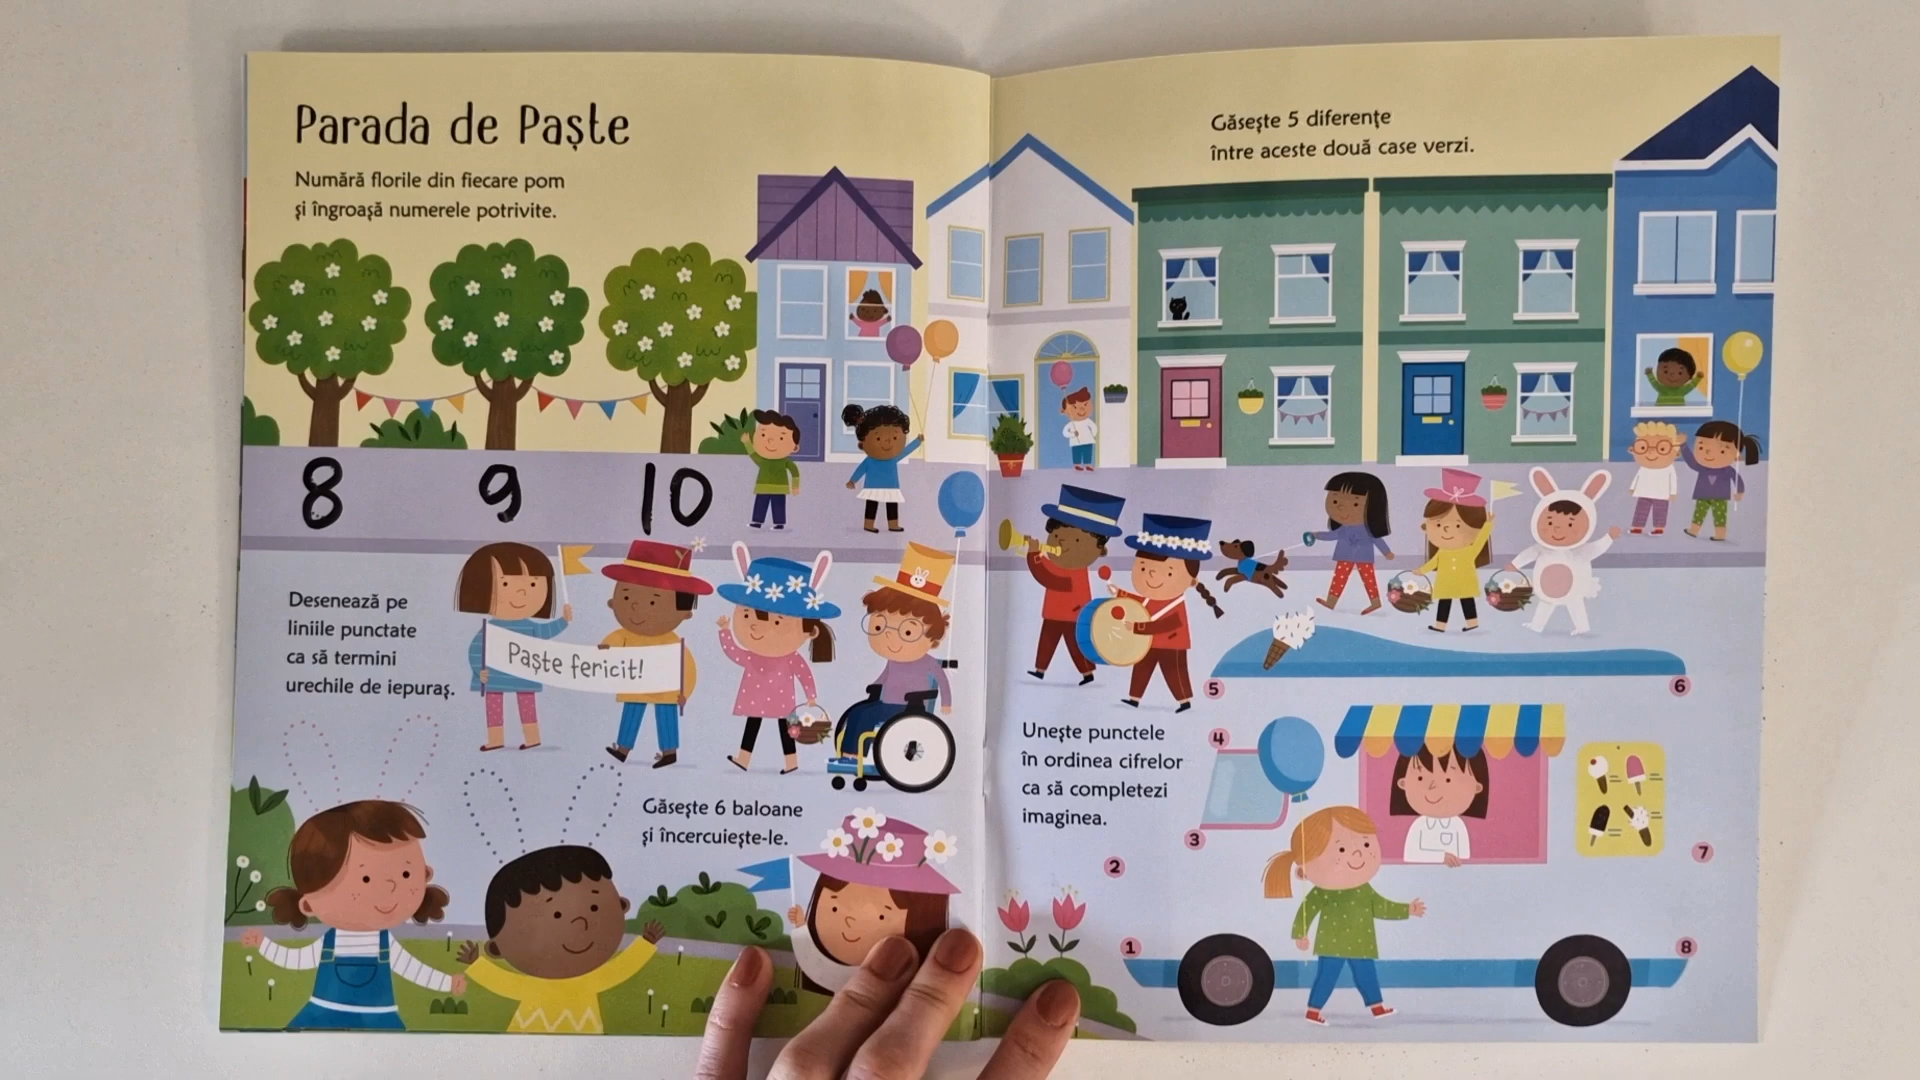 Parada de Paște
Numără florile din fiecare pom
și îngroașă numerele potrivite.
8 9 10
Desenează pe
liniile punctate
ca să termini
urechile de iepuraș.
Paște fericit!
Găsește 6 baloane
și încercuiește-le.
Găsește 5 diferențe
între aceste două case verzi.
Unește punctele
în ordinea cifrelor
ca să completezi
imaginea.
5
6
4
3
7
2
1
8